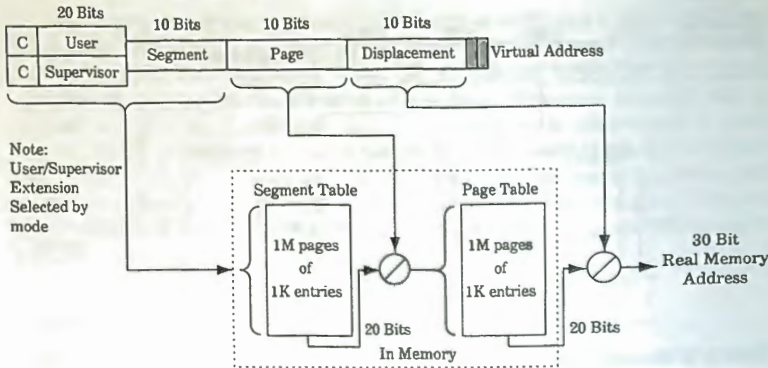 20 Bits
10 Bits
10 Bits
10 Bits
C
User
Segment
Page
Displacement
Virtual Address
C
Supervisor
Note:
User/Supervisor
Extension
Selected by
mode
Segment Table
Page Table
1M pages
of
1K entries
1M pages
of
1K entries
30 Bit
Real Memory
Address
20 Bits
20 Bits
In Memory